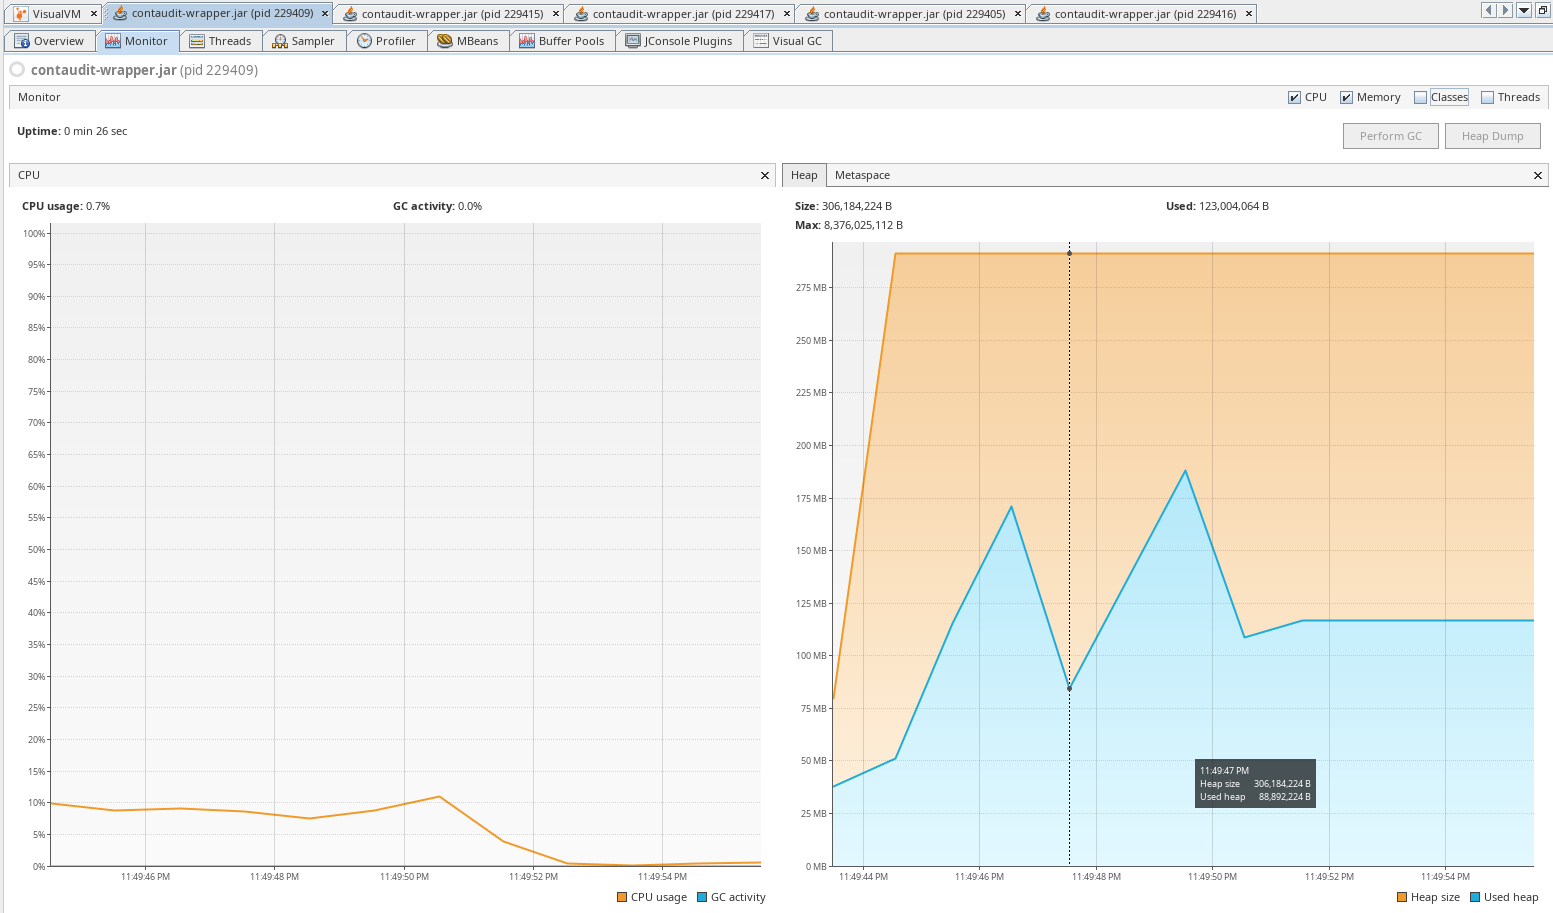 VisualVM contaudit-wrapper.jar (pid 229409) contaudit-wrapper.jar (pid 229415) contaudit-wrapper.jar (pid 229417) contaudit-wrapper.jar (pid 229405) contaudit-wrapper.jar (pid 229416)
Overview Monitor Threads Sampler Profiler MBeans Buffer Pools JConsole Plugins Visual GC
contaudit-wrapper.jar (pid 229409)
Monitor CPU Memory Classes Threads
Uptime: 0 min 26 sec
Perform GC Heap Dump
CPU
CPU usage: 0.7% GC activity: 0.0%
100%
95%
90%
85%
80%
75%
70%
65%
60%
55%
50%
45%
40%
35%
30%
25%
20%
15%
10%
5%
0%
11:49:46 PM 11:49:48 PM 11:49:50 PM 11:49:52 PM 11:49:54 PM
CPU usage GC activity
Heap Metaspace
Size: 306,184,224 B Used: 123,004,064 B
Max: 8,376,025,112 B
275 MB
250 MB
225 MB
200 MB
175 MB
150 MB
125 MB
100 MB
75 MB
50 MB
25 MB
0 MB
11:49:47 PM
Heap size 306,184,224 B
Used heap 88,892,224 B
11:49:44 PM 11:49:46 PM 11:49:48 PM 11:49:50 PM 11:49:52 PM 11:49:54 PM
Heap size Used heap